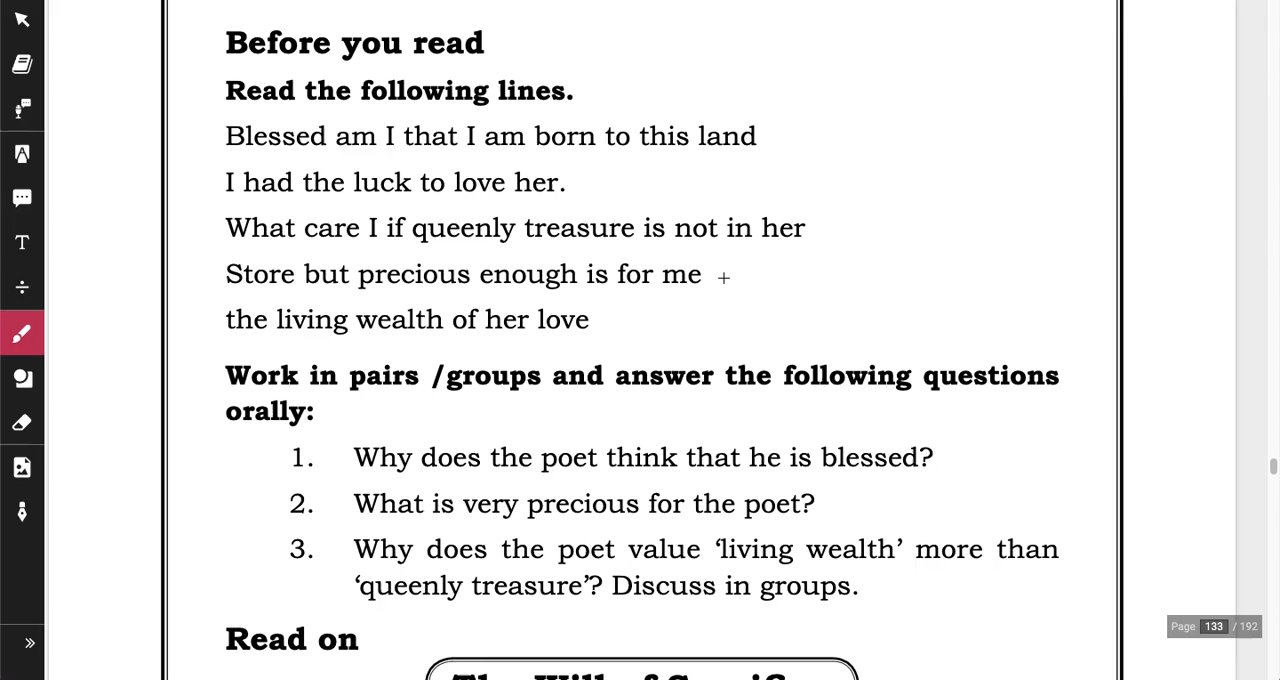 Before you read
Read the following lines.
Blessed am I that I am born to this land
I had the luck to love her.
What care I if queenly treasure is not in her
Store but precious enough is for me
the living wealth of her love
Work in pairs /groups and answer the following questions
orally:
1. Why does the poet think that he is blessed?
2. What is very precious for the poet?
3. Why does the poet value ‘living wealth’ more than
‘queenly treasure’? Discuss in groups.
Page 133 / 192
Read on